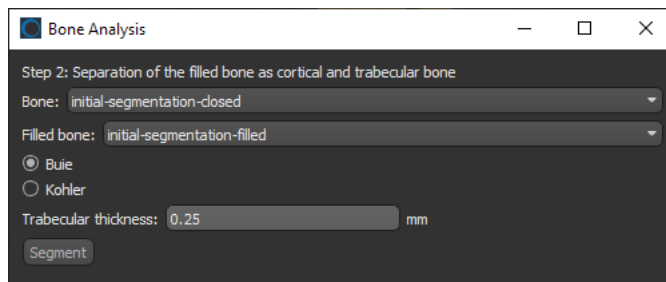 Bone Analysis
Step 2: Separation of the filled bone as cortical and trabecular bone
Bone: initial-segmentation-closed
Filled bone: initial-segmentation-filled
Buie
Kohler
Trabecular thickness: 0.25 mm
Segment